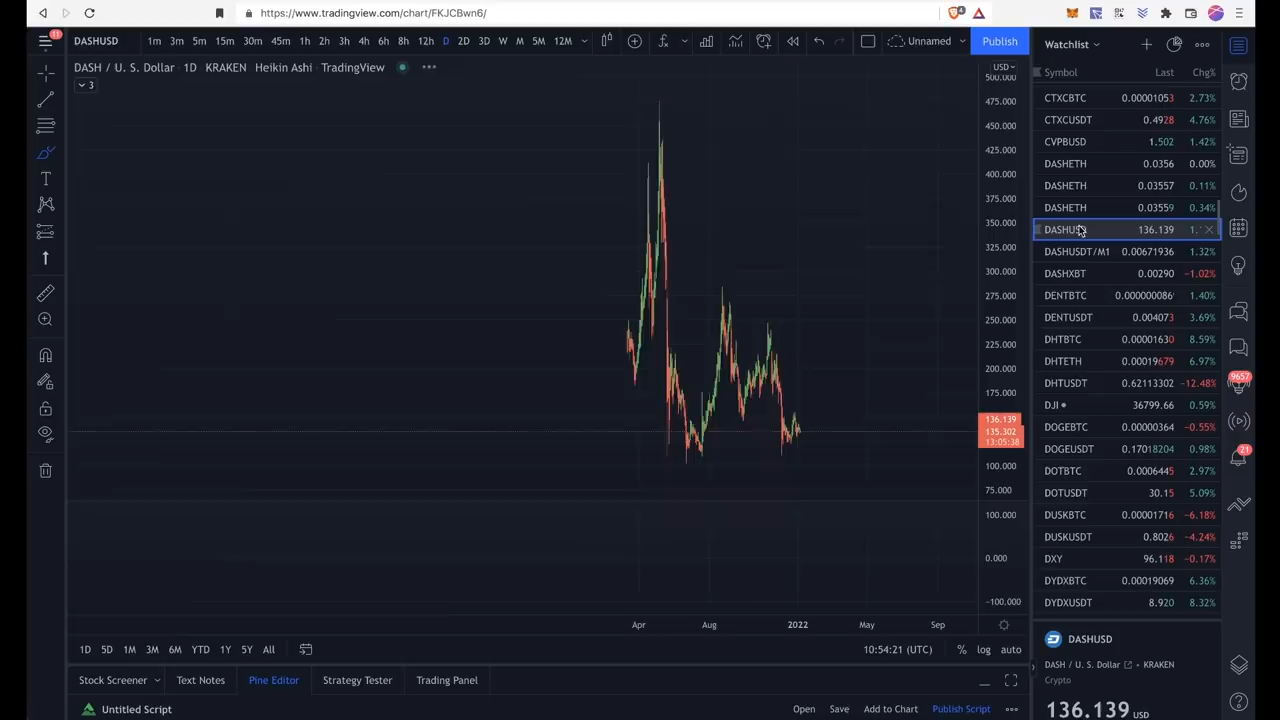 https://www.tradingview.com/chart/FKJCBwn6/
4
11
DASHUSD 1m 3m 5m 15m 30m 1h 2h 3h 4h 6h 8h 12h D 2D 3D W M 5M 12M Unnamed Publish
DASH / U. S. Dollar · 1D · KRAKEN · Heikin Ashi · TradingView
3
USD
500.000
475.000
450.000
425.000
400.000
375.000
350.000
325.000
300.000
275.000
250.000
225.000
200.000
175.000
136.139
135.302
13:05:38
100.000
75.000
100.000
0.000
-100.000
Apr Aug 2022 May Sep
1D 5D 1M 3M 6M YTD 1Y 5Y All
10:54:21 (UTC) % log auto
Stock Screener Text Notes Pine Editor Strategy Tester Trading Panel
Untitled Script Open Save Add to Chart Publish Script
Watchlist
Symbol Last Chg%
CTXCBTC 0.00001053 2.73%
CTXCUSDT 0.4928 4.76%
CVPBUSD 1.502 1.42%
DASHETH 0.0356 0.00%
DASHETH 0.03557 0.11%
DASHETH 0.03559 0.34%
DASHUSD 136.139 1.
DASHUSDT/M1 0.00671936 1.32%
DASHXBT 0.00290 −1.02%
DENTBTC 0.000000086 1.40%
DENTUSDT 0.004073 3.69%
DHTBTC 0.00001630 8.59%
DHTETH 0.00019679 6.97%
DHTUSDT 0.62113302 −12.48%
DJI 36799.66 0.59%
DOGEBTC 0.00000364 −0.55%
DOGEUSDT 0.17018204 0.98%
DOTBTC 0.0006445 2.97%
DOTUSDT 30.15 5.09%
DUSKBTC 0.00001716 −6.18%
DUSKUSDT 0.8026 −4.24%
DXY 96.118 −0.17%
DYDXBTC 0.00019069 6.36%
DYDXUSDT 8.920 8.32%
DASHUSD
DASH / U. S. Dollar · KRAKEN
Crypto
136.139 USD
9657
21